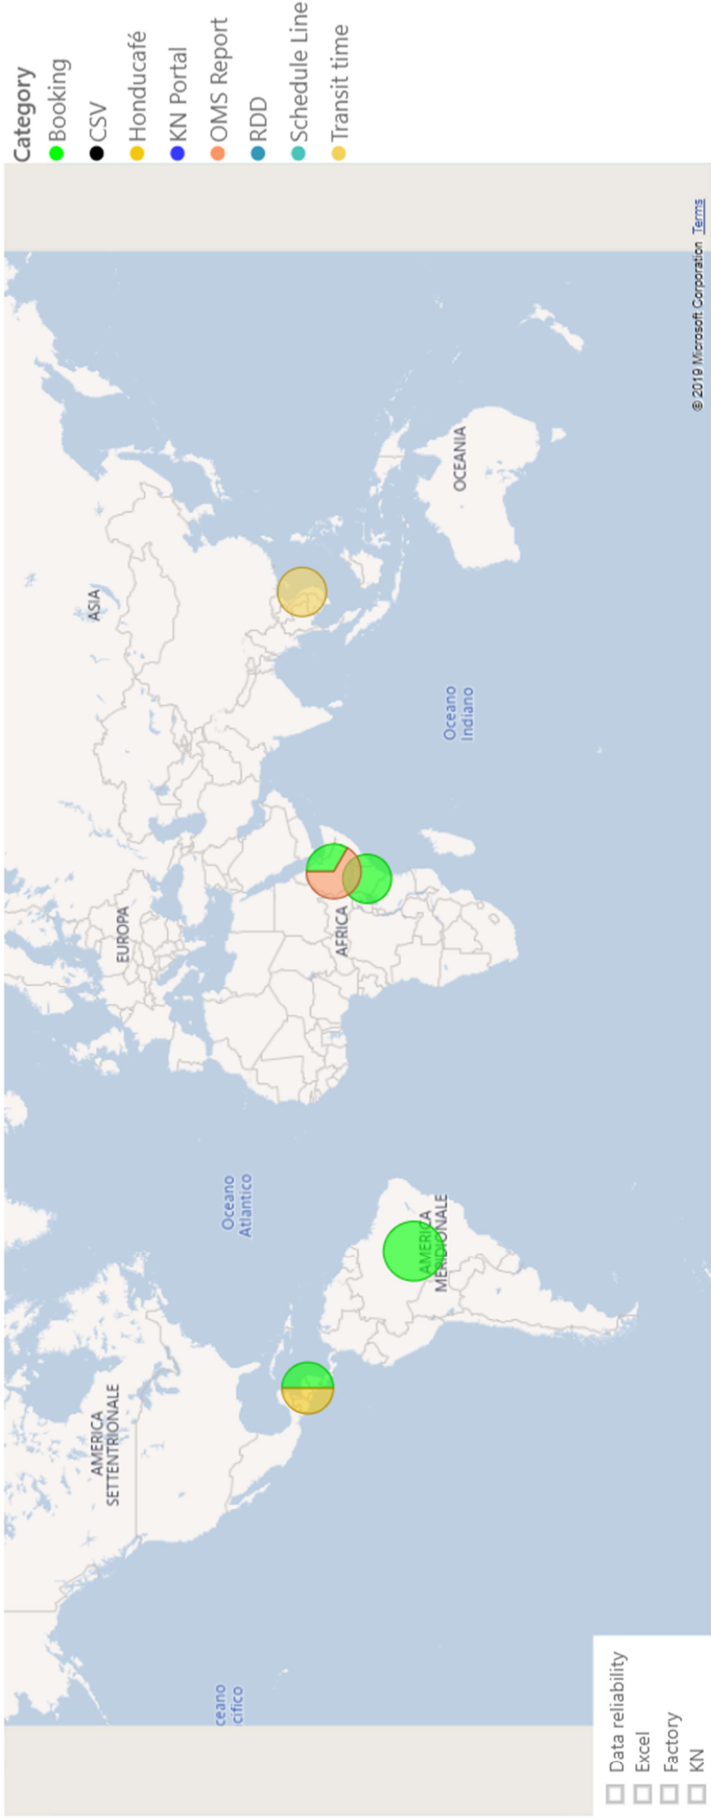 Category
Booking
CSV
Honducafé
KN Portal
OMS Report
RDD
Schedule Line
Transit time
ASIA
EUROPA
AMERICA
SETTENTRIONALE
Oceano
Atlantico
AFRICA
ceano
cifico
Oceano
Indiano
OCEANIA
AMERICA
MERIDIONALE
Data reliability
Excel
Factory
KN
© 2019 Microsoft Corporation Terms